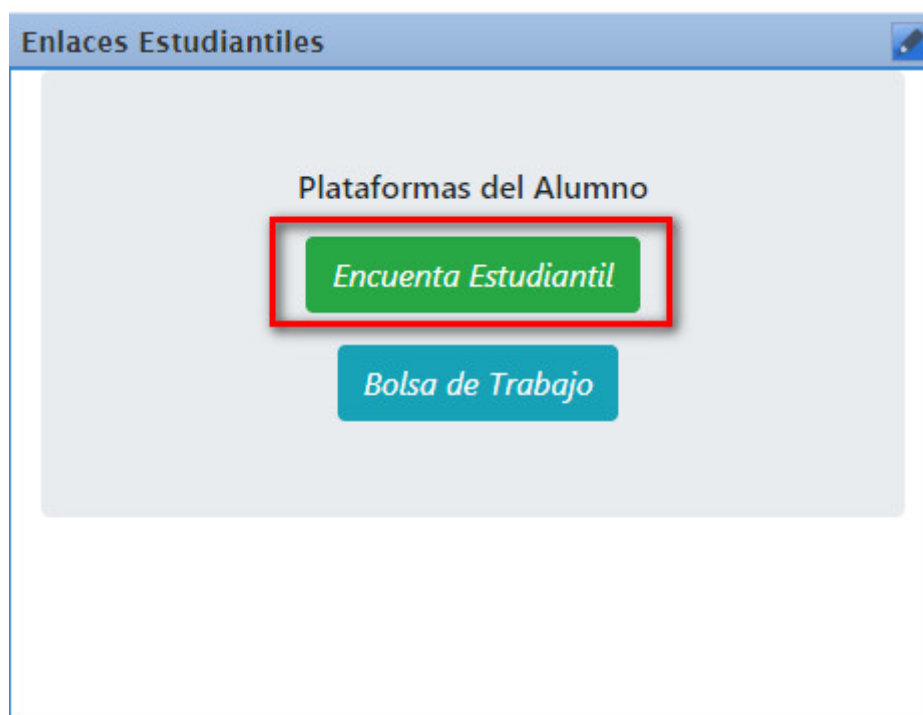 Enlaces Estudiantiles
Plataformas del Alumno
Encuenta Estudiantil
Bolsa de Trabajo